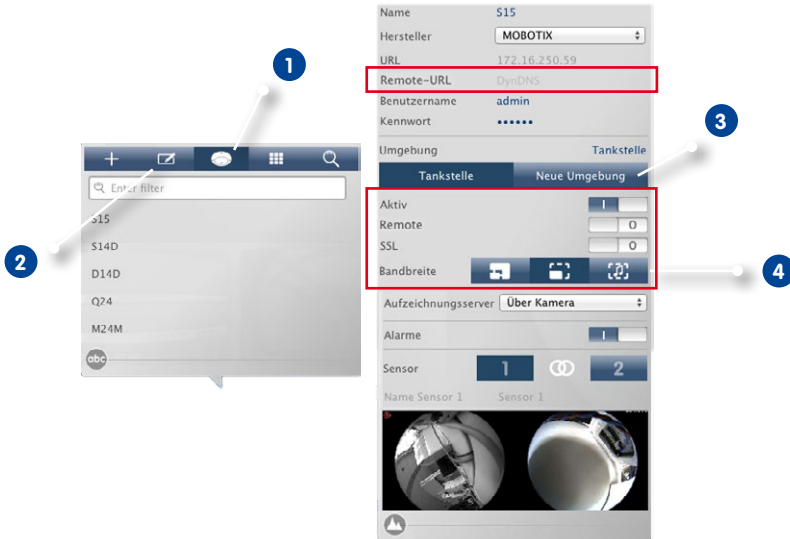 1
Enter filter
S15
S14D
D14D
Q24
M24M
abc
2
Name S15
Hersteller MOBOTIX
URL 172.16.250.59
Remote-URL DynDNS
Benutzername admin
Kennwort ••••••
3
Umgebung Tankstelle
Tankstelle Neue Umgebung
Aktiv I
Remote O
SSL O
Bandbreite
4
Aufzeichnungsserver Über Kamera
Alarme I
Sensor 1 2
Name Sensor 1 Sensor 1